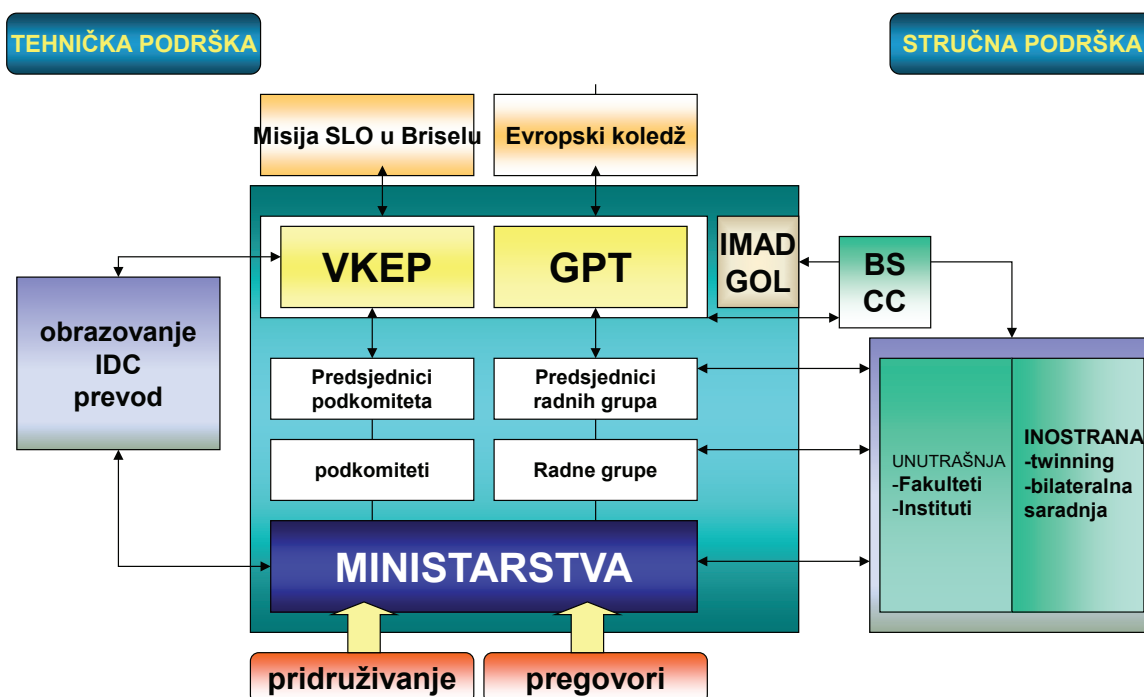 TEHNIČKA PODRŠKA
STRUČNA PODRŠKA
Misija SLO u Briselu
Evropski koledž
VKEP
GPT
IMAD
GOL
BS
CC
obrazovanje
IDC
prevod
Predsjednici
podkomiteta
Predsjednici
radnih grupa
podkomiteti
Radne grupe
UNUTRAŠNJA
-Fakulteti
-Instituti
INOSTRANA
-twinning
-bilateralna
saradnja
MINISTARSTVA
pridruživanje
pregovori